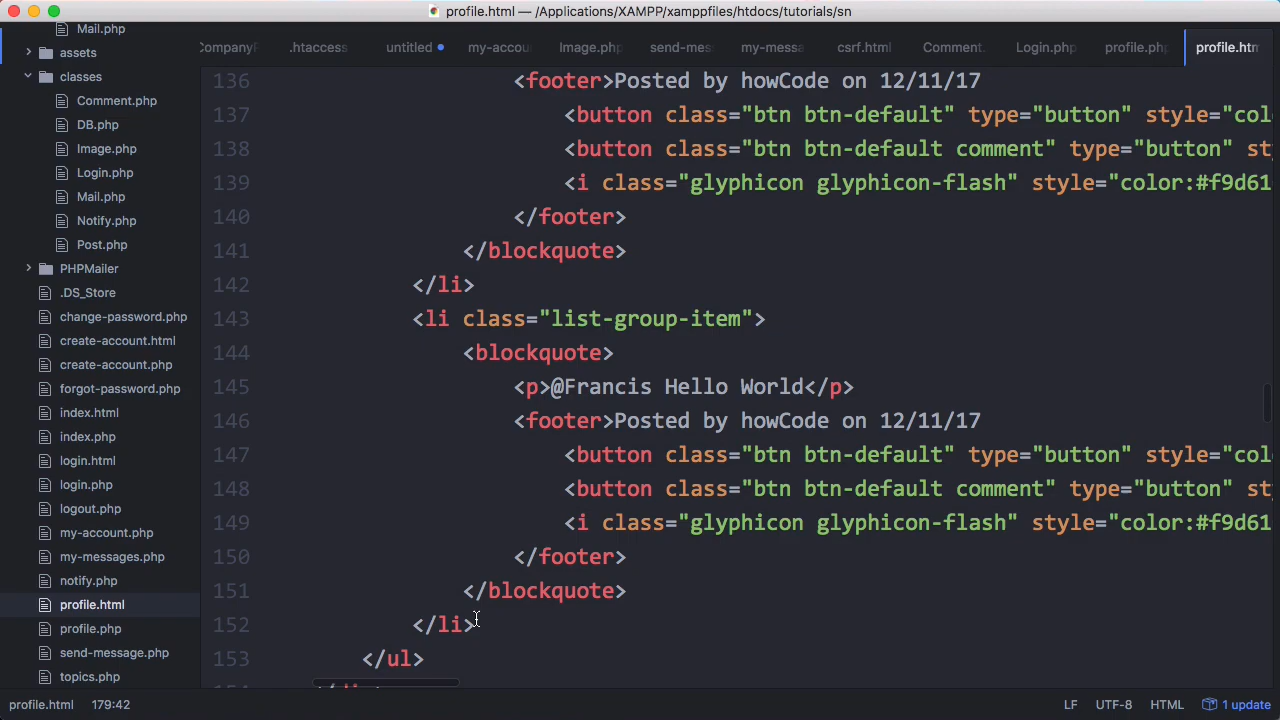 profile.html — /Applications/XAMPP/xamppfiles/htdocs/tutorials/sn
Mail.php
assets
classes
Comment.php
DB.php
Image.php
Login.php
Mail.php
Notify.php
Post.php
PHPMailer
.DS_Store
change-password.php
create-account.html
create-account.php
forgot-password.php
index.html
index.php
login.html
login.php
logout.php
my-account.php
my-messages.php
notify.php
profile.html
profile.php
send-message.php
topics.php
CompanyP .htaccess untitled my-accou Image.php send-mes my-messa csrf.html Comment. Login.php profile.php profile.htm
136 <footer>Posted by howCode on 12/11/17
137 <button class="btn btn-default" type="button" style="col
138 <button class="btn btn-default comment" type="button" st
139 <i class="glyphicon glyphicon-flash" style="color:#f9d61
140 </footer>
141 </blockquote>
142 </li>
143 <li class="list-group-item">
144 <blockquote>
145 <p>@Francis Hello World</p>
146 <footer>Posted by howCode on 12/11/17
147 <button class="btn btn-default" type="button" style="col
148 <button class="btn btn-default comment" type="button" st
149 <i class="glyphicon glyphicon-flash" style="color:#f9d61
150 </footer>
151 </blockquote>
152 </li>
153 </ul>
profile.html 179:42 LF UTF-8 HTML 1 update